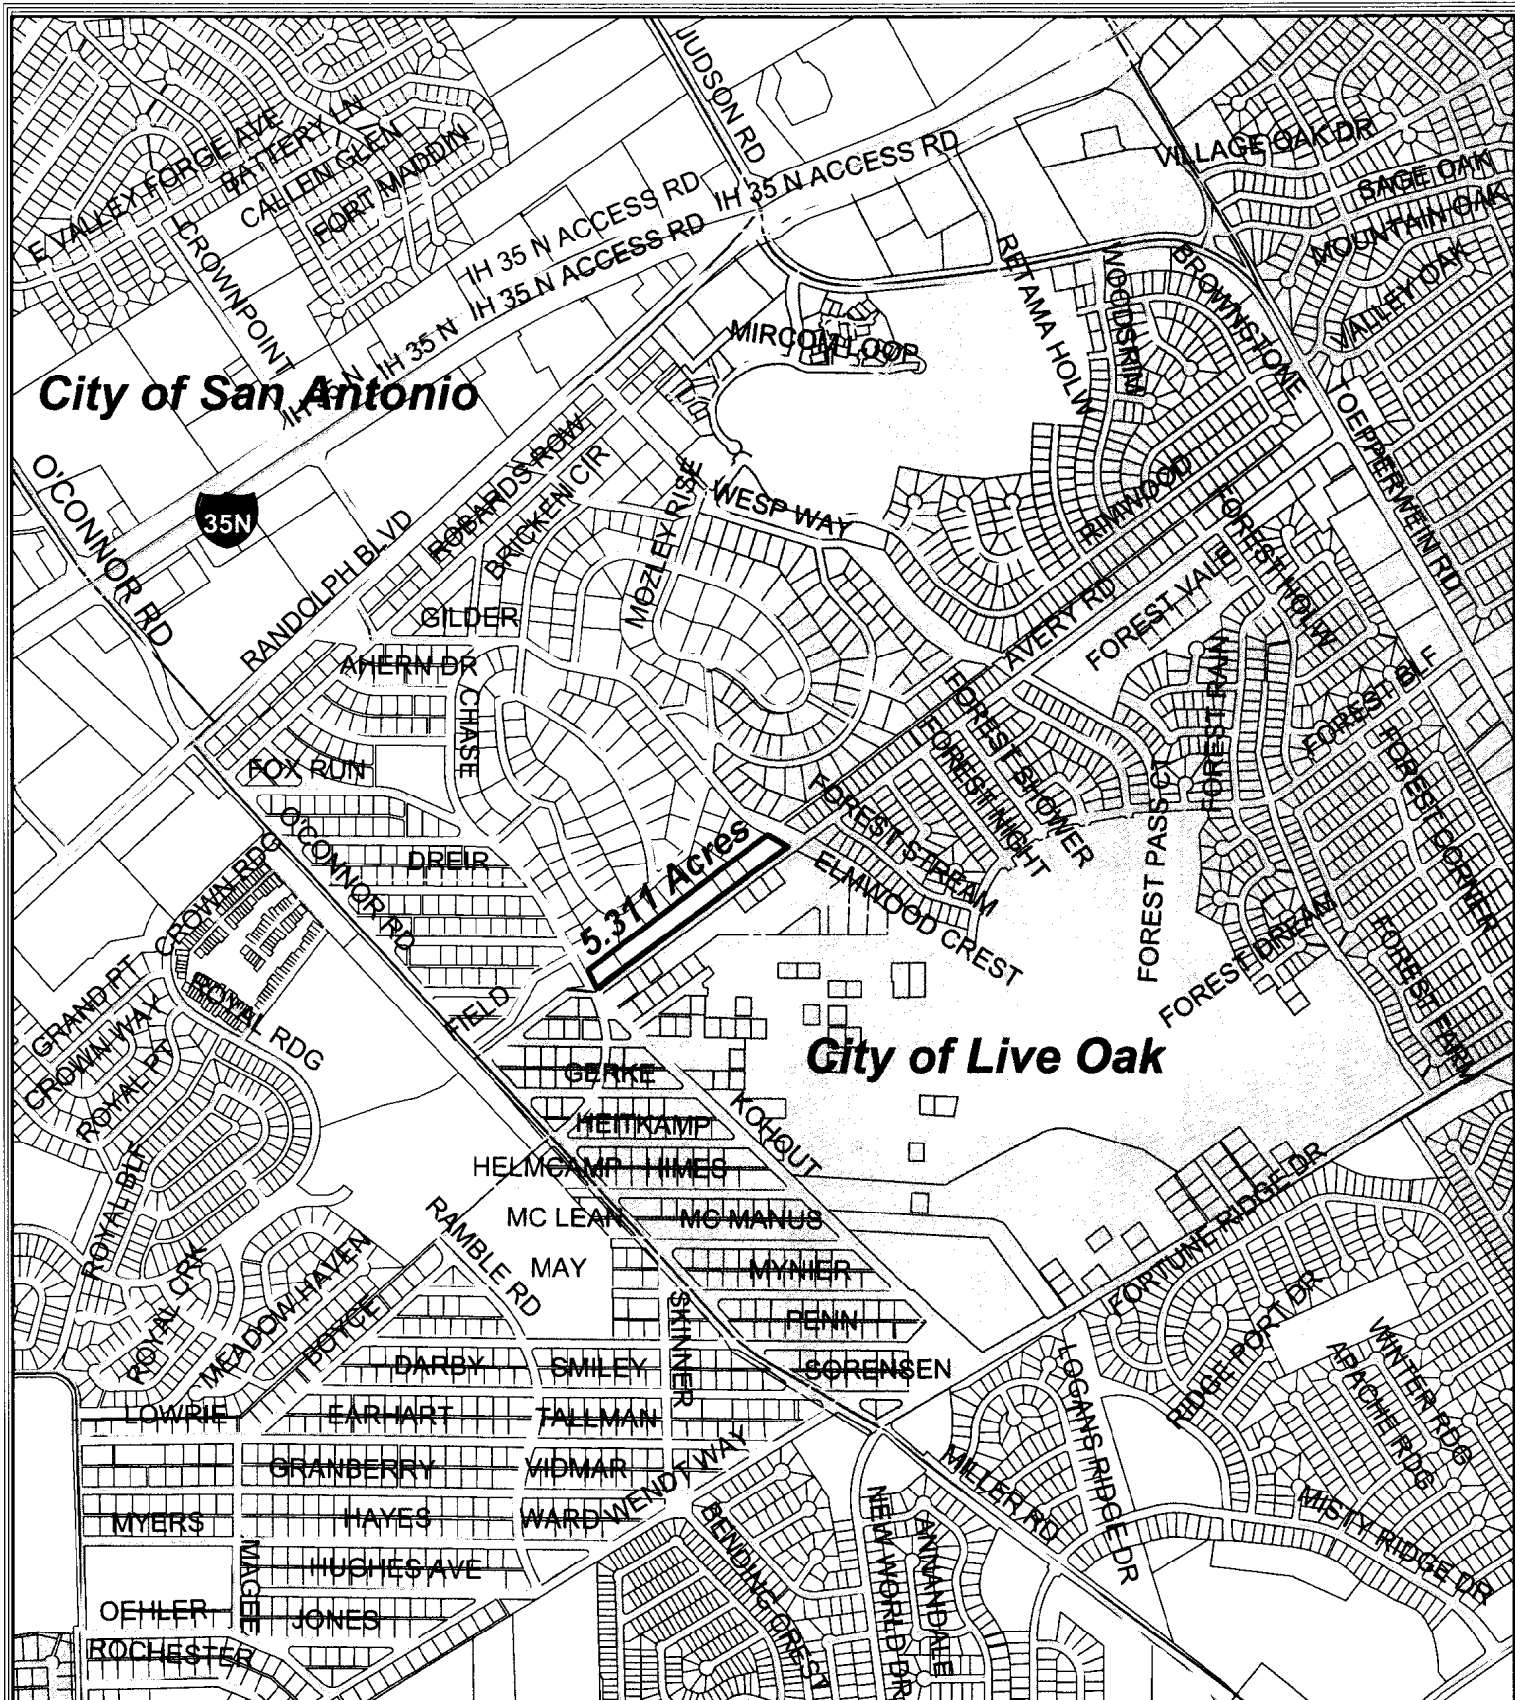 JUDSON RD
E VALLEY FORGE AVE
BATTERY LN
CALLEN GLEN
FORT MADDIN
CROWNPOINT
IH 35 N ACCESS RD
IH 35 N ACCESS RD
IH 35 N ACCESS RD
IH 35 N
IH 35 N
VILLAGE OAK DR
SAGE OAK
MOUNTAIN OAK
VALLEY OAK
RETAMA HOLW
WOODSRIM
BROWNSTONE
TOEPPERWEIN RD
MIRCOM LOOP
City of San Antonio
O'CONNOR RD
35N
RANDOLPH BLVD
ROBARDS ROW
BRICKEN CIR
MOZLEY RISE
WESP WAY
RIMWOOD
FOREST HOLW
GILDER
AHERN DR
CHASE
AVERY RD
FOREST VALE
FOREST RAIN
FOREST BLF
FOREST CORNER
FOX RUN
FOREST SHOWER
FOREST NIGHT
FOREST STREAM
FOREST PASS CT
ELMWOOD CREST
FOREST DREAM
FOREST FARM
O'CONNOR RD
DREIR
5.311 Acres
CROWN RDG
GRAND PT
CROWN WAY
ROYAL PT
ROYAL RDG
FIELD
City of Live Oak
GERKE
HEITKAMP
KOHOUT
HELMCAMP
HIMES
MC LEAN
MC MANUS
MAY
MYNIER
PENN
SORENSEN
SKINNER
ROYAL BLF
ROYAL CRK
MEADOW HAVEN
BOYCE
RAMBLE RD
FORTUNE RIDGE DR
RIDGE PORT DR
WINTER RDG
APACHE RDG
LOGANS RIDGE DR
DARBY
SMILEY
LOWRIE
EARHART
TALLMAN
GRANBERRY
VIDMAR
WENDT WAY
MYERS
HAYES
WARD
MILLER RD
MISTY RIDGE DR
BENDING CREST
NEW WORLD DR
ANNANDALE
MAGEE
HUGHES AVE
OEHLER
JONES
ROCHESTER